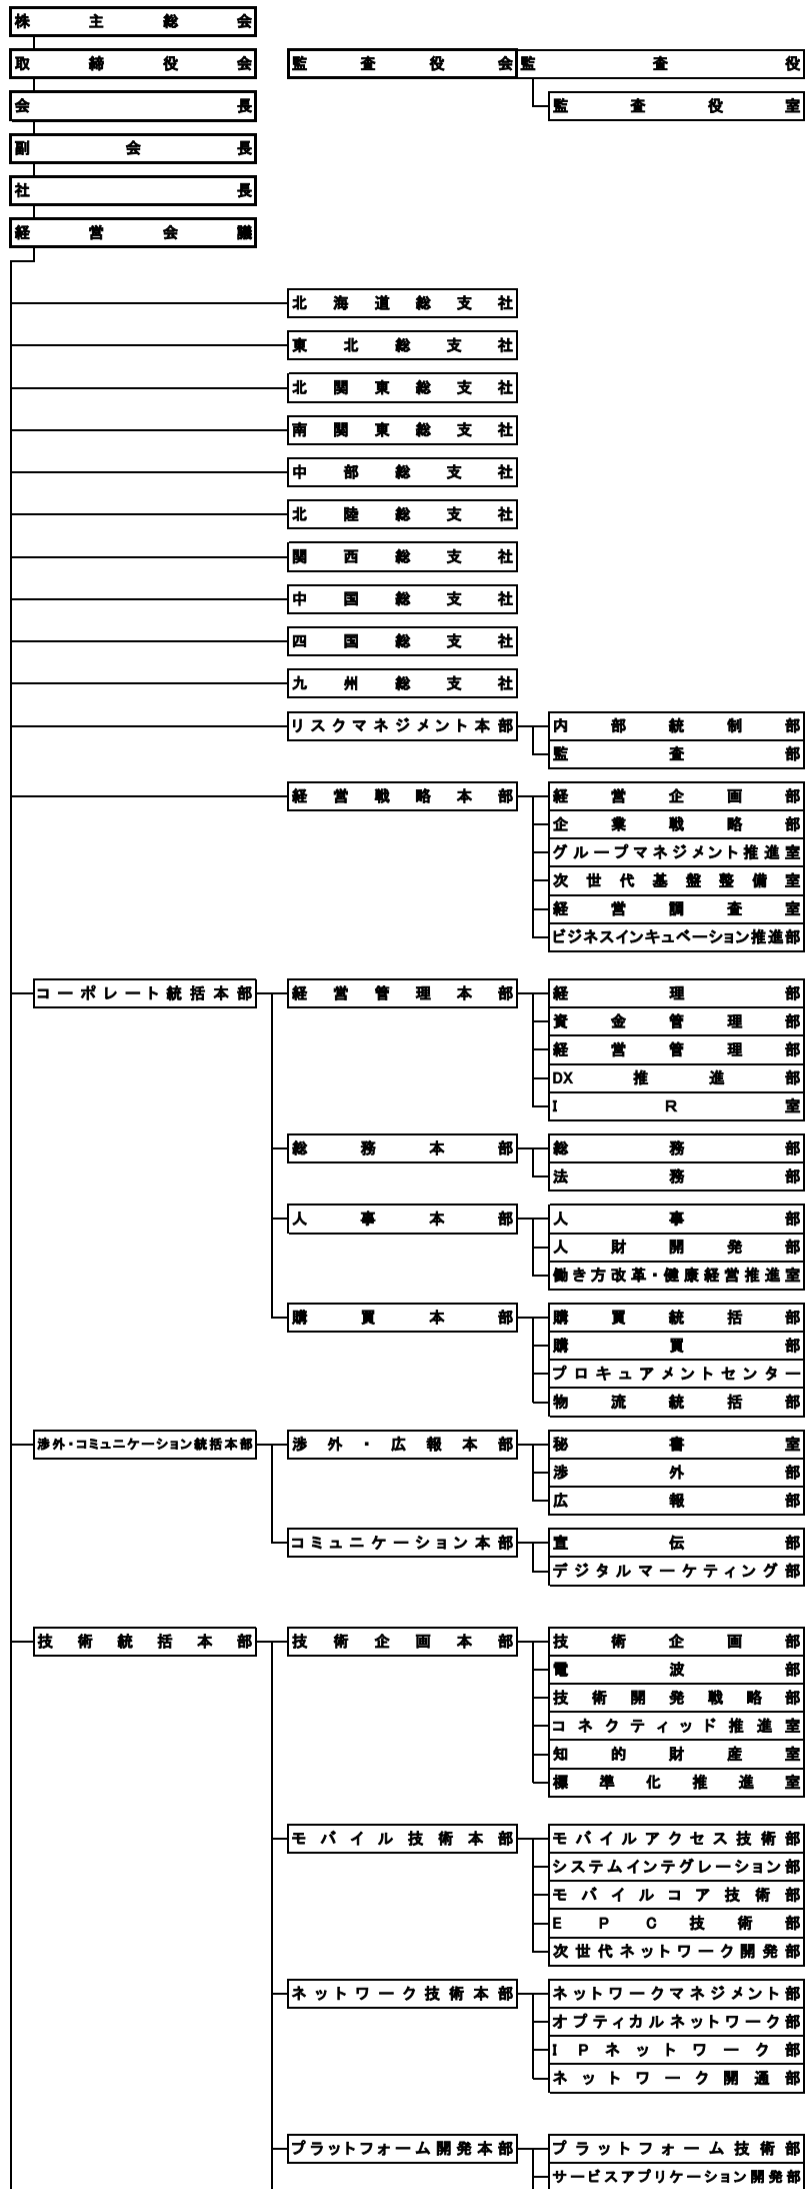 株主総会
取締役会 監査役会 監査役
会長 監査役室
副会長
社長
経営会議
北海道総支社
東北総支社
北関東総支社
南関東総支社
中部総支社
北陸総支社
関西総支社
中国総支社
四国総支社
九州総支社
リスクマネジメント本部 内部統制部
監査部
経営戦略本部 経営企画部
企業戦略部
グループマネジメント推進室
次世代基盤整備室
経営調査室
ビジネスインキュベーション推進部
コーポレート統括本部 経営管理本部 経理部
資金管理部
経営管理部
DX推進部
IR室
総務本部 総務部
法務部
人事本部 人事部
人財開発部
働き方改革・健康経営推進室
購買本部 購買統括部
購買部
プロキュアメントセンター
物流統括部
渉外・コミュニケーション統括本部 渉外・広報本部 秘書室
渉外部
広報部
コミュニケーション本部 宣伝部
デジタルマーケティング部
技術統括本部 技術企画本部 技術企画部
電波部
技術開発戦略部
コネクティッド推進室
知的財産室
標準化推進室
モバイル技術本部 モバイルアクセス技術部
システムインテグレーション部
モバイルコア技術部
EPC技術部
次世代ネットワーク開発部
ネットワーク技術本部 ネットワークマネジメント部
オプティカルネットワーク部
IPネットワーク部
ネットワーク開通部
プラットフォーム開発本部 プラットフォーム技術部
サービスアプリケーション開発部